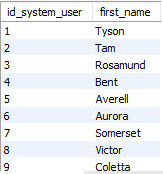 id_system_user first_name
1 Tyson
2 Tam
3 Rosamund
4 Bent
5 Averell
6 Aurora
7 Somerset
8 Victor
9 Coletta